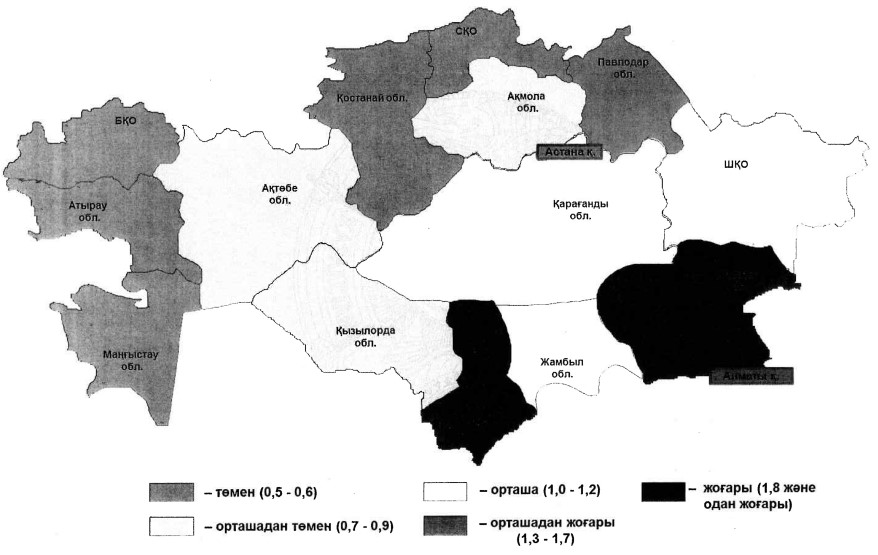 СҚО
Павлодар
обл.
Қостанай обл.
Ақмола
обл.
БҚО
Астана қ.
ШҚО
Ақтөбе
обл.
Атырау
обл.
Қарағанды
обл.
Қызылорда
обл.
Маңғыстау
обл.
Жамбыл
обл.
Алматы қ.
– төмен (0,5 - 0,6)
– орташа (1,0 - 1,2)
– жоғары (1,8 және
одан жоғары)
– орташадан төмен (0,7 - 0,9)
– орташадан жоғары
(1,3 - 1,7)